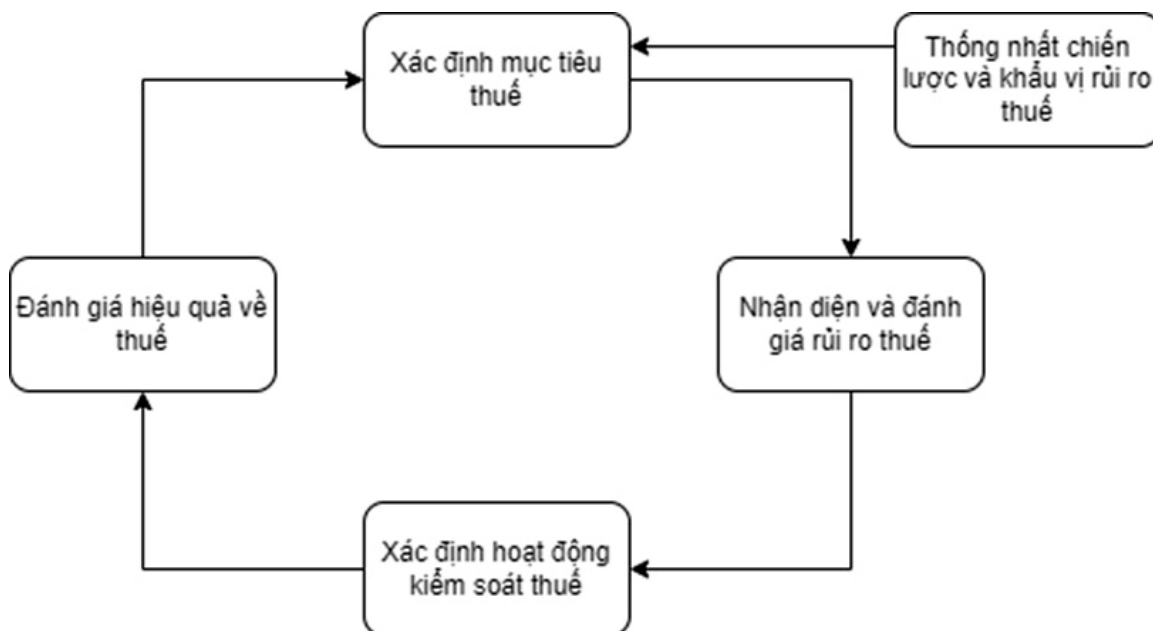 Xác định mục tiêu
thuế
Thống nhất chiến
lược và khẩu vị rủi ro
thuế
Đánh giá hiệu quả về
thuế
Nhận diện và đánh
giá rủi ro thuế
Xác định hoạt động
kiểm soát thuế